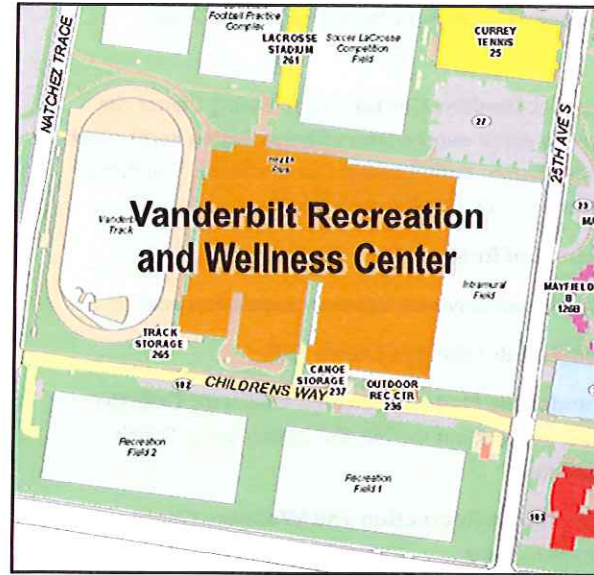 Football Practice
Complex
LACROSSE
STADIUM
261
Soccer LaCrosse
Competition
Field
CURREY
TENNIS
25
NATCHEZ TRACE
27
25TH AVE S
Park
Track
Vanderbilt Recreation
and Wellness Center
Intramural
Field
MAYFIELD
B
126B
TRACK
STORAGE
265
CANOE
STORAGE
237
OUTDOOR
REC CTR
236
102
CHILDRENS WAY
Recreation
Field 2
Recreation
Field 1
103